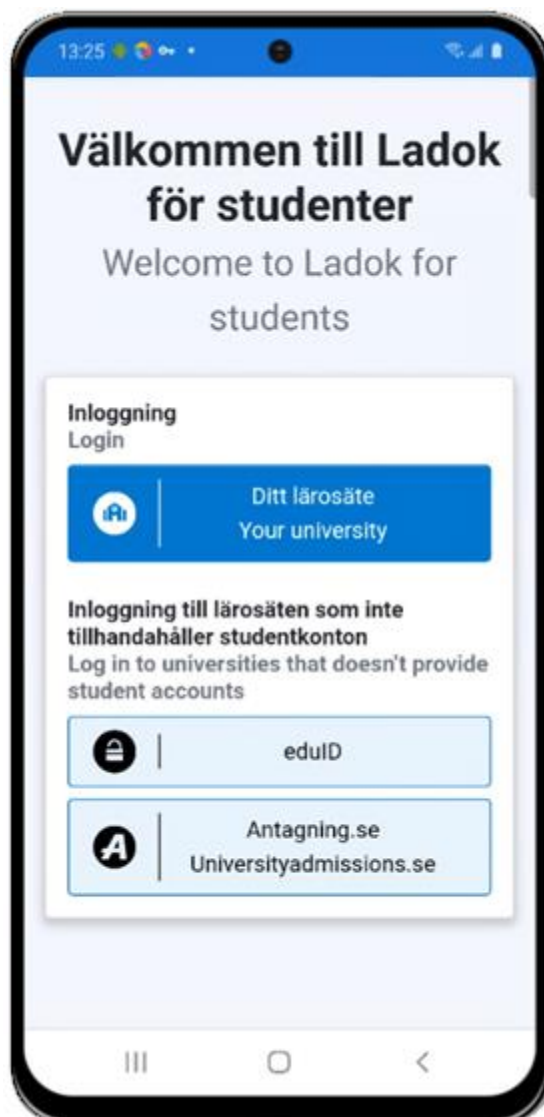 13:25
Välkommen till Ladok
för studenter
Welcome to Ladok for
students
Inloggning
Login
Ditt lärosäte
Your university
Inloggning till lärosäten som inte
tillhandahåller studentkonton
Log in to universities that doesn't provide
student accounts
eduID
Antagning.se
Universityadmissions.se